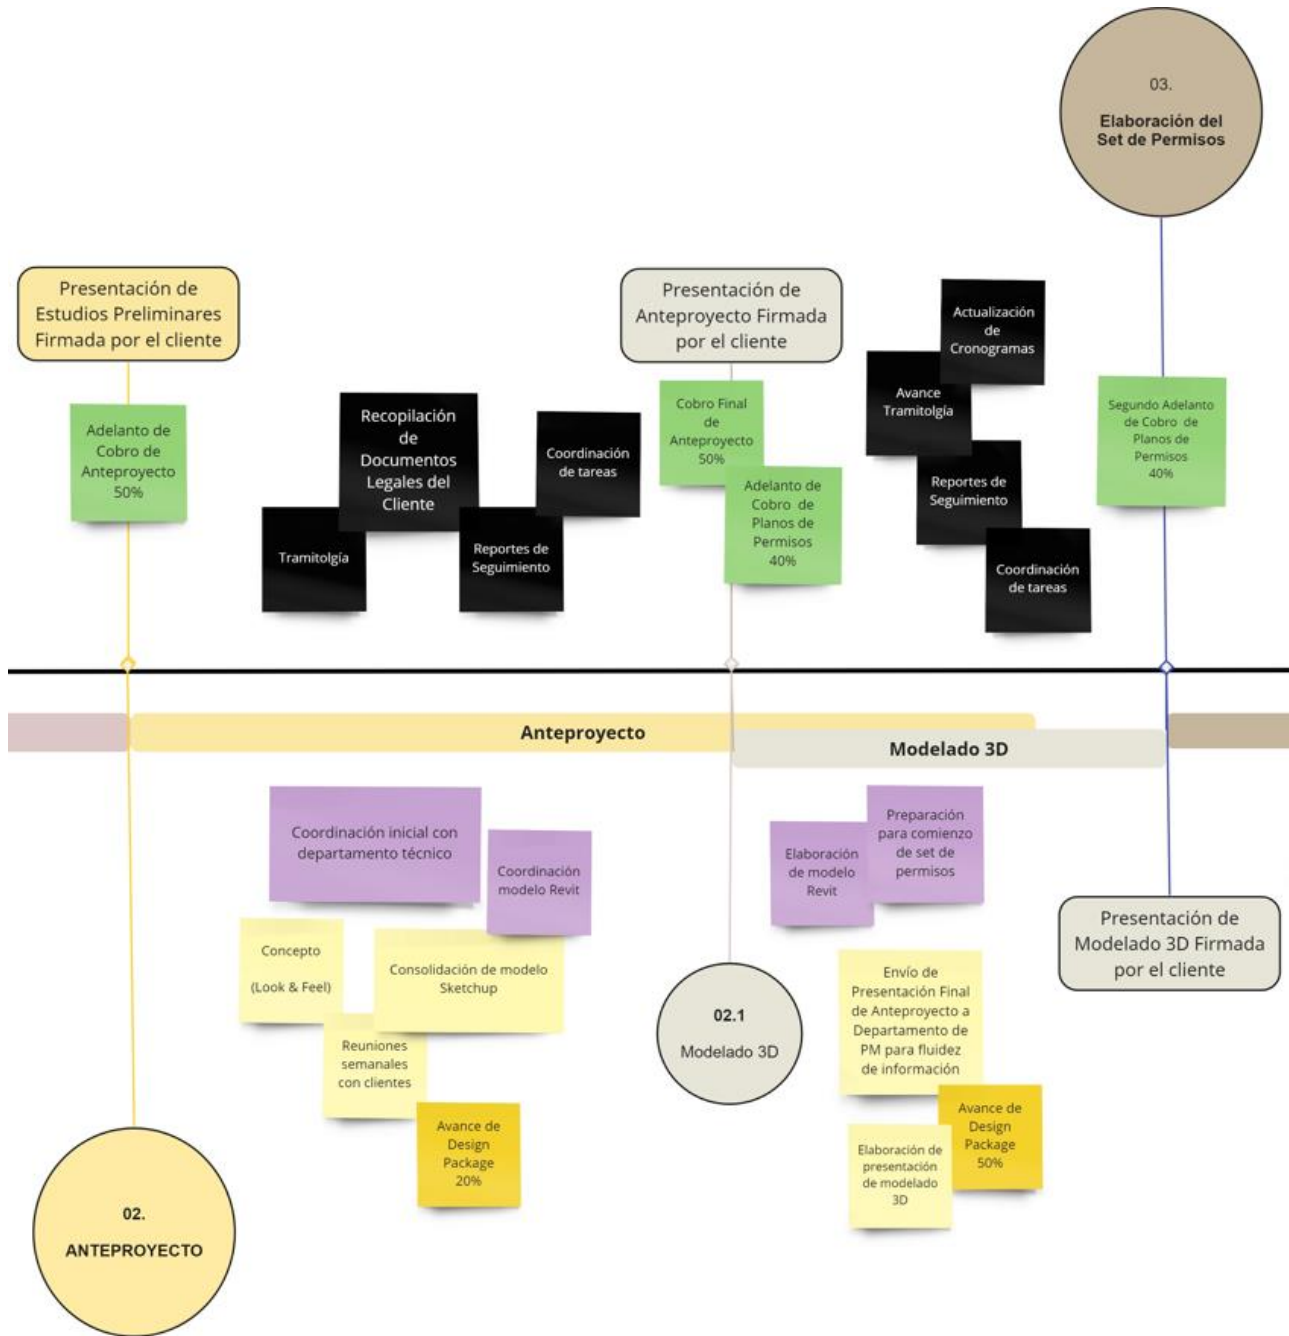 03.
Elaboración del
Set de Permisos
Presentación de
Estudios Preliminares
Firmada por el cliente
Presentación de
Anteproyecto Firmada
por el cliente
Actualización
de
Cronogramas
Adelanto de
Cobro de
Anteproyecto
50%
Recopilación
de
Documentos
Legales del
Cliente
Coordinación
de tareas
Tramitolgía
Reportes de
Seguimiento
Cobro Final
de
Anteproyecto
50%
Adelanto de
Cobro de
Planos de
Permisos
40%
Avance
Tramitolgía
Reportes de
Seguimiento
Coordinación
de tareas
Segundo Adelanto
de Cobro de
Planos de
Permisos
40%
Anteproyecto
Modelado 3D
Coordinación inicial con
departamento técnico
Coordinación
modelo Revit
Concepto
(Look & Feel)
Consolidación de modelo
Sketchup
Reuniones
semanales
con clientes
Avance de
Design
Package
20%
02.
ANTEPROYECTO
Elaboración
de modelo
Revit
Preparación
para comienzo
de set de
permisos
02.1
Modelado 3D
Envío de
Presentación Final
de Anteproyecto a
Departamento de
PM para fluidez
de información
Avance de
Design
Package
50%
Elaboración de
presentación
de modelado
3D
Presentación de
Modelado 3D Firmada
por el cliente